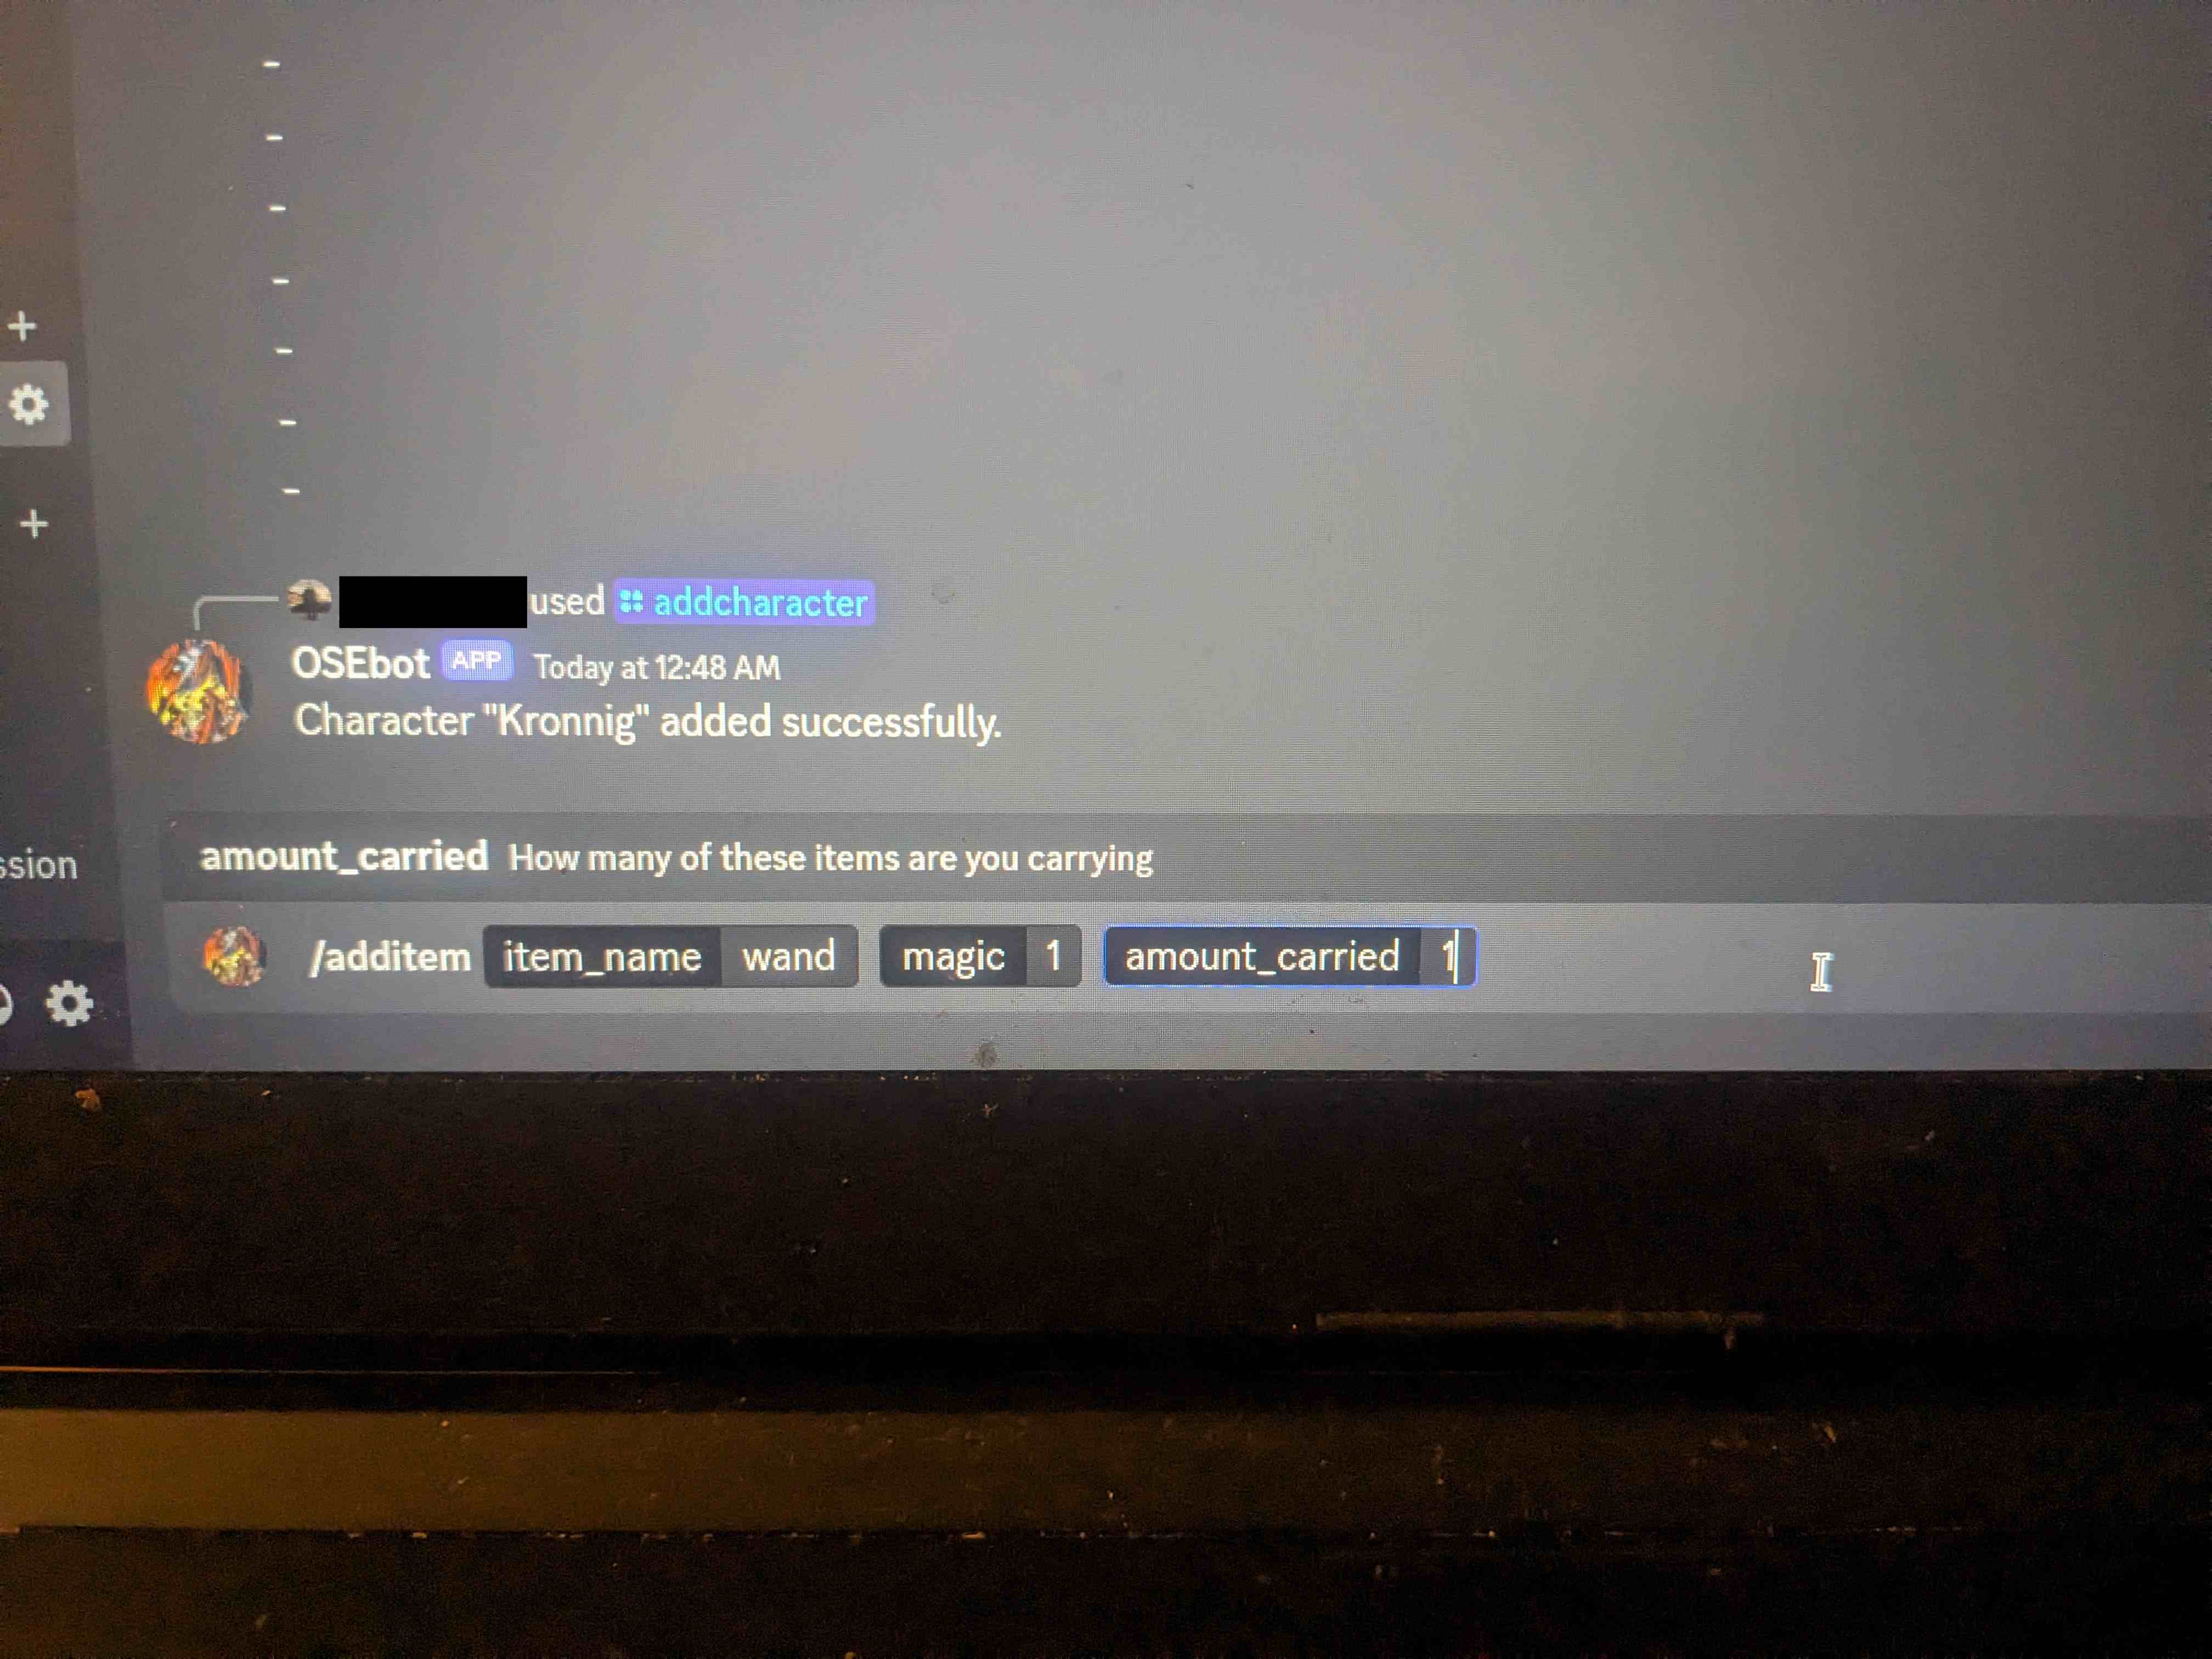 -
-
-
-
-
-
-
used addcharacter
OSEbot APP Today at 12:48 AM
Character "Kronnig" added successfully.
ssion
amount_carried How many of these items are you carrying
/additem item_name wand magic 1 amount_carried 1